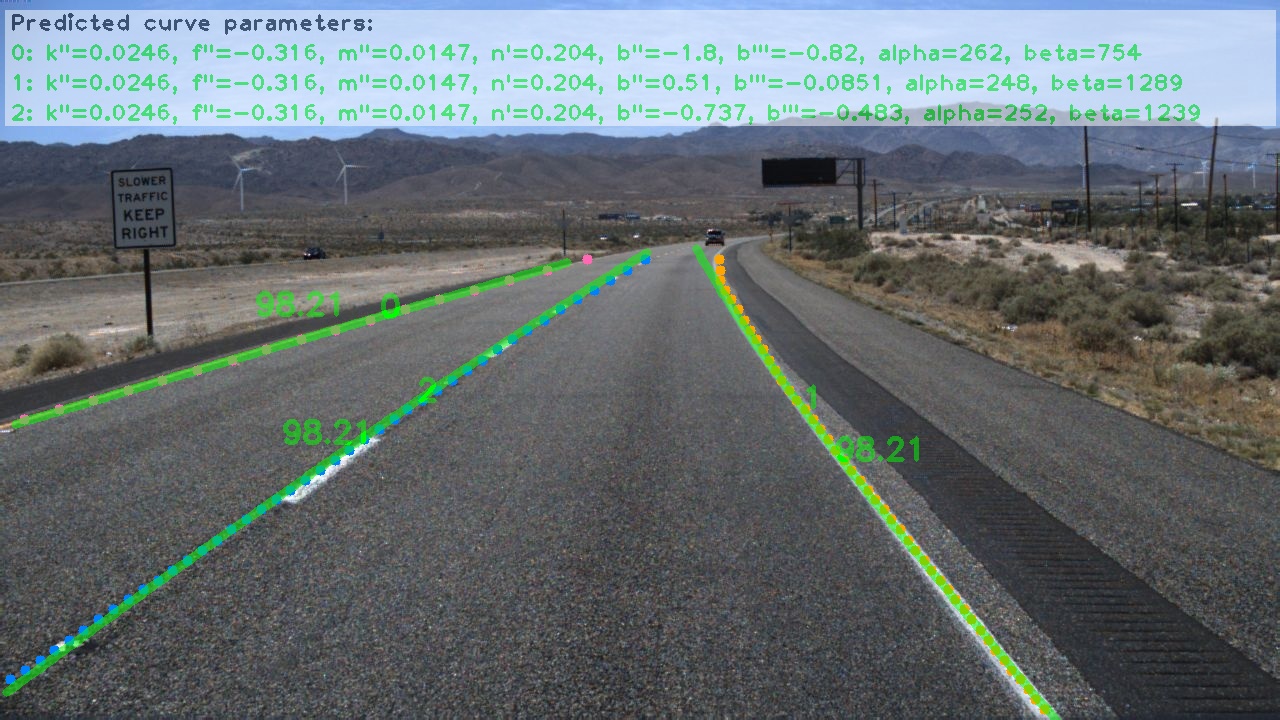 Predicted curve parameters:
0: k''=0.0246, f''=-0.316, m''=0.0147, n'=0.204, b''=-1.8, b'''=-0.82, alpha=262, beta=754
1: k''=0.0246, f''=-0.316, m''=0.0147, n'=0.204, b''=0.51, b'''=-0.0851, alpha=248, beta=1289
2: k''=0.0246, f''=-0.316, m''=0.0147, n'=0.204, b''=-0.737, b'''=-0.483, alpha=252, beta=1239
SLOWER
TRAFFIC
KEEP
RIGHT
98.21 0
2
1
98.21
98.21